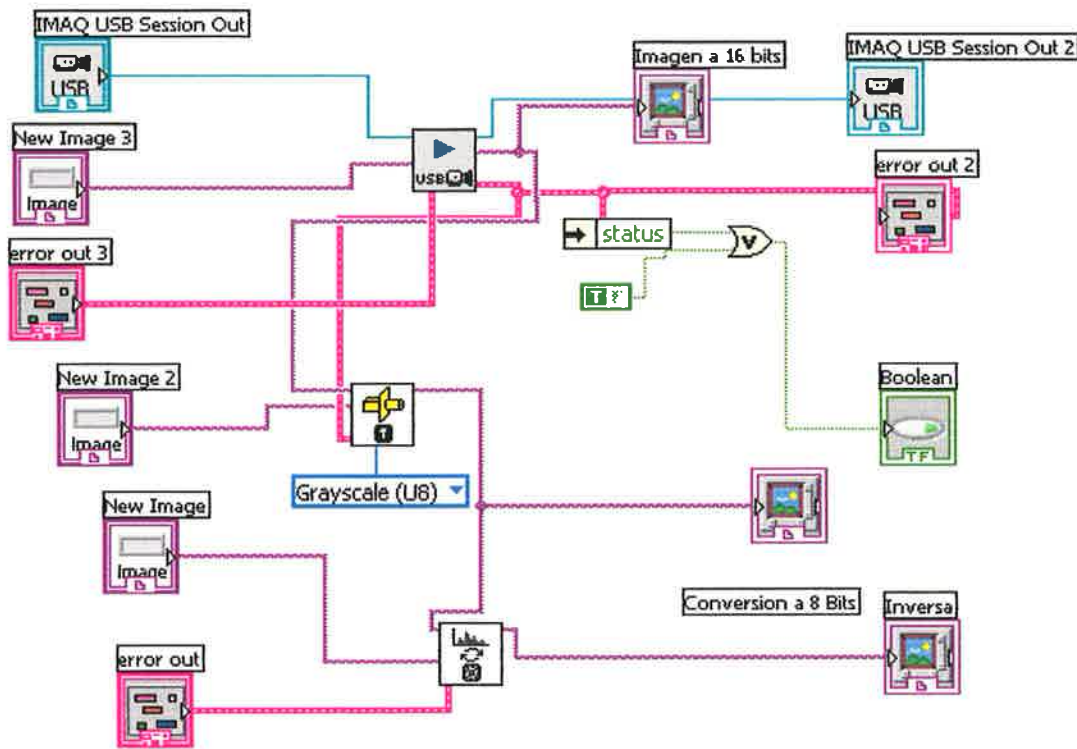 IMAQ USB Session Out
USB
New Image 3
Image
error out 3
USB
Imagen a 16 bits
IMAQ USB Session Out 2
USB
error out 2
status
V
T
New Image 2
Image
Grayscale (U8)
Boolean
TF
New Image
Image
Conversion a 8 Bits
Inversa
error out